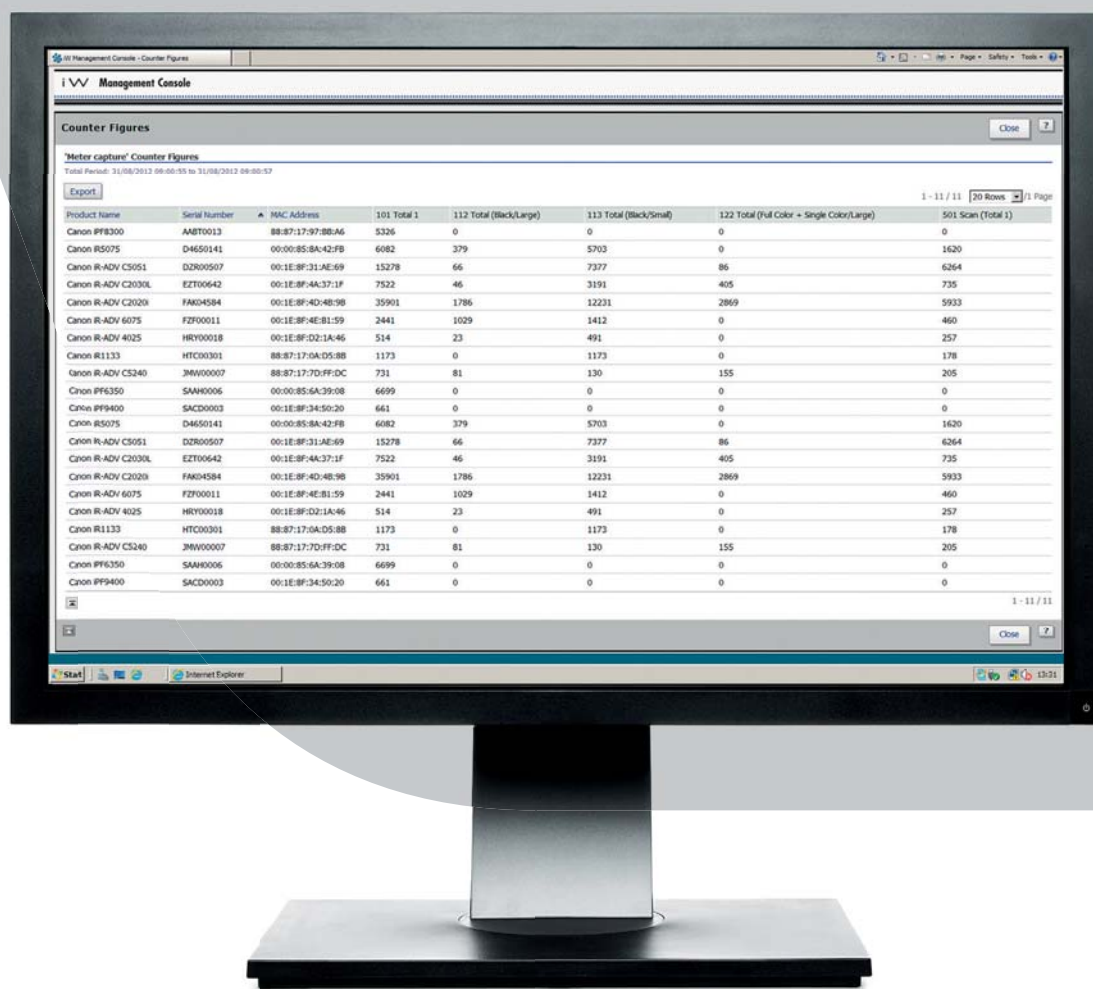 iW Management Console - Counter Figures
Page Safety Tools
iW Management Console
Counter Figures Close ?
'Meter capture' Counter Figures
Total Period: 31/08/2012 09:00:55 to 31/08/2012 09:00:57
Export 1 - 11 / 11 20 Rows /1 Page
Product Name Serial Number MAC Address 101 Total 1 112 Total (Black/Large) 113 Total (Black/Small) 122 Total (Full Color + Single Color/Large) 501 Scan (Total 1)
Canon iPF8300 AABT0013 88:87:17:97:BB:A6 5326 0 0 0 0
Canon iR5075 D4650141 00:00:85:8A:42:FB 6082 379 5703 0 1620
Canon iR-ADV C5051 DZR00507 00:1E:8F:31:AE:69 15278 66 7377 86 6264
Canon iR-ADV C2030L EZT00642 00:1E:8F:4A:37:1F 7522 46 3191 405 735
Canon iR-ADV C2020i FAK04584 00:1E:8F:4D:4B:9B 35901 1786 12231 2869 5933
Canon iR-ADV 6075 FZF00011 00:1E:8F:4E:B1:59 2441 1029 1412 0 460
Canon iR-ADV 4025 HRY00018 00:1E:8F:D2:1A:46 514 23 491 0 257
Canon iR1133 HTC00301 88:87:17:0A:D5:8B 1173 0 1173 0 178
Canon iR-ADV C5240 JMW00007 88:87:17:7D:FF:DC 731 81 130 155 205
Canon iPF6350 SAAH0006 00:00:85:6A:39:08 6699 0 0 0 0
Canon iPF9400 SACD0003 00:1E:8F:34:50:20 661 0 0 0 0
Canon iR5075 D4650141 00:00:85:8A:42:FB 6082 379 5703 0 1620
Canon iR-ADV C5051 DZR00507 00:1E:8F:31:AE:69 15278 66 7377 86 6264
Canon iR-ADV C2030L EZT00642 00:1E:8F:4A:37:1F 7522 46 3191 405 735
Canon iR-ADV C2020i FAK04584 00:1E:8F:4D:4B:9B 35901 1786 12231 2869 5933
Canon iR-ADV 6075 FZF00011 00:1E:8F:4E:B1:59 2441 1029 1412 0 460
Canon iR-ADV 4025 HRY00018 00:1E:8F:D2:1A:46 514 23 491 0 257
Canon iR1133 HTC00301 88:87:17:0A:D5:8B 1173 0 1173 0 178
Canon iR-ADV C5240 JMW00007 88:87:17:7D:FF:DC 731 81 130 155 205
Canon iPF6350 SAAH0006 00:00:85:6A:39:08 6699 0 0 0 0
Canon iPF9400 SACD0003 00:1E:8F:34:50:20 661 0 0 0 0
1 - 11 / 11
Close ?
Start Internet Explorer 13:31